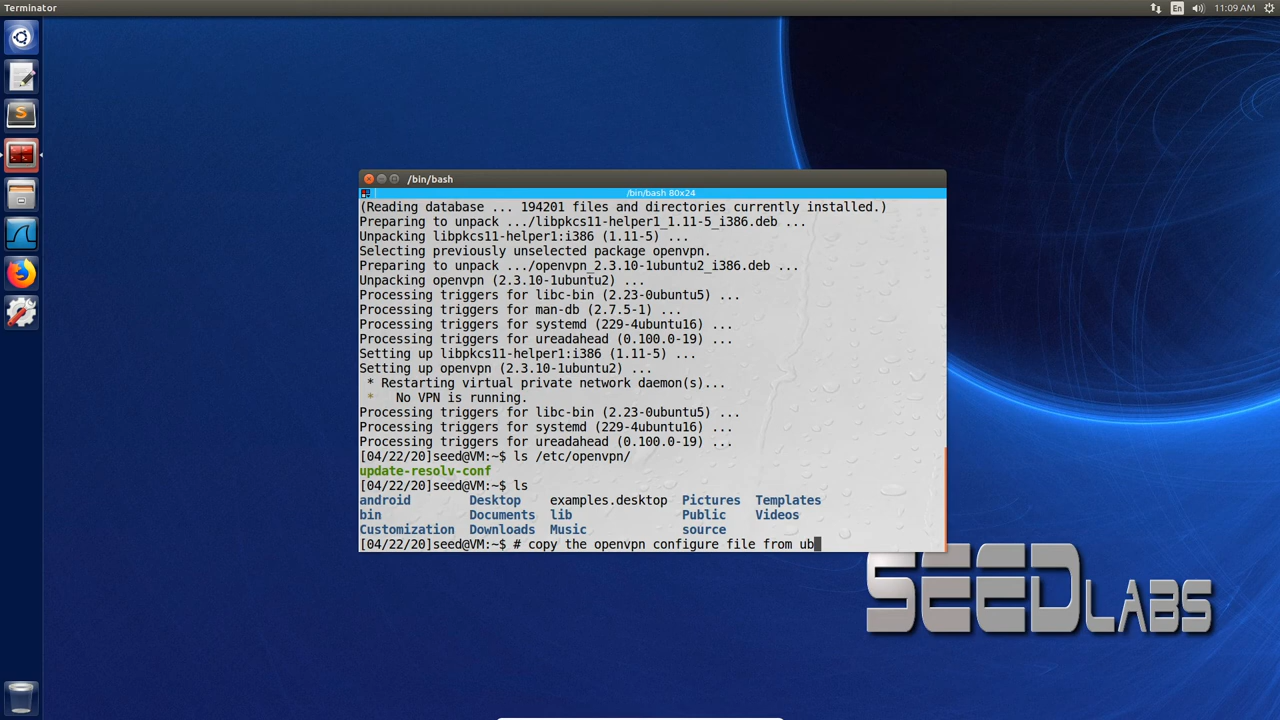 Terminator
En
11:09 AM
/bin/bash
/bin/bash 80x24
(Reading database ... 194201 files and directories currently installed.)
Preparing to unpack .../libpkcs11-helper1_1.11-5_i386.deb ...
Unpacking libpkcs11-helper1:i386 (1.11-5) ...
Selecting previously unselected package openvpn.
Preparing to unpack .../openvpn_2.3.10-1ubuntu2_i386.deb ...
Unpacking openvpn (2.3.10-1ubuntu2) ...
Processing triggers for libc-bin (2.23-0ubuntu5) ...
Processing triggers for man-db (2.7.5-1) ...
Processing triggers for systemd (229-4ubuntu16) ...
Processing triggers for ureadahead (0.100.0-19) ...
Setting up libpkcs11-helper1:i386 (1.11-5) ...
Setting up openvpn (2.3.10-1ubuntu2) ...
 * Restarting virtual private network daemon(s)...
 *   No VPN is running.
Processing triggers for libc-bin (2.23-0ubuntu5) ...
Processing triggers for systemd (229-4ubuntu16) ...
Processing triggers for ureadahead (0.100.0-19) ...
[04/22/20]seed@VM:~$ ls /etc/openvpn/
update-resolv-conf
[04/22/20]seed@VM:~$ ls
android        Desktop    examples.desktop  Pictures  Templates
bin            Documents  lib               Public    Videos
Customization  Downloads  Music             source
[04/22/20]seed@VM:~$ # copy the openvpn configure file from ub
SEEDLABS